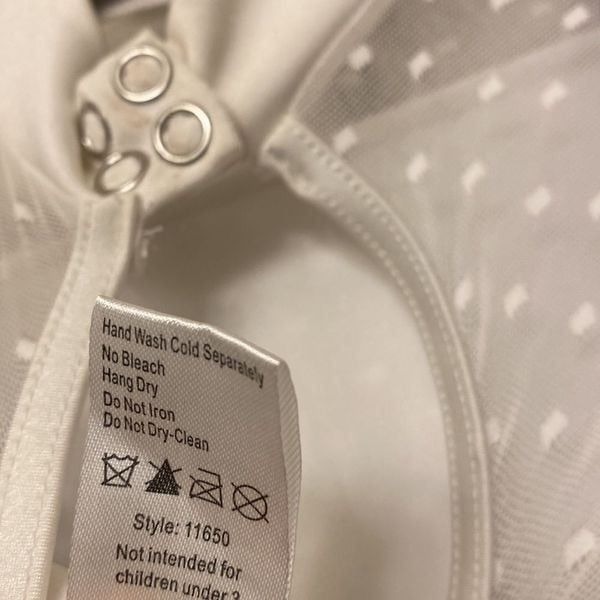 Hand Wash Cold Separately
No Bleach
Hang Dry
Do Not Iron
Do Not Dry-Clean
Style: 11650
Not intended for
children under 3